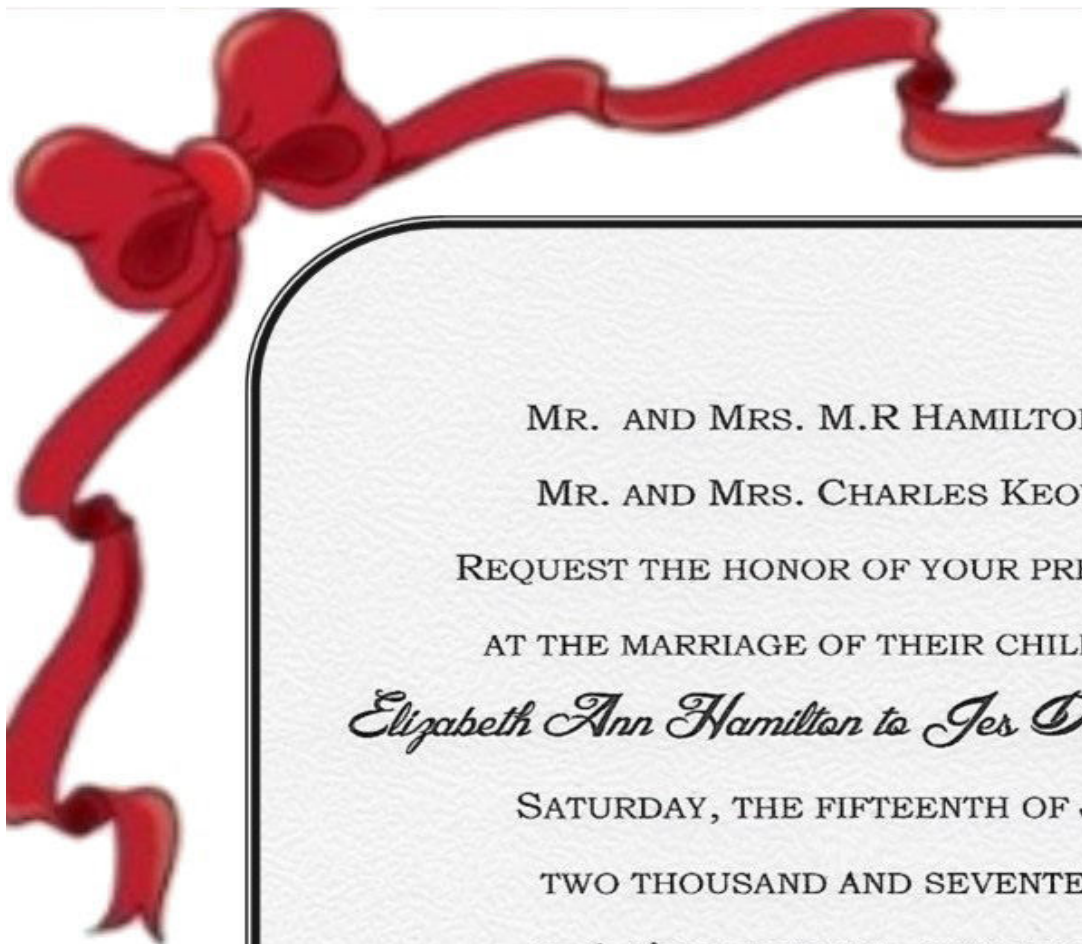 Mr. and Mrs. M.R Hamilton
Mr. and Mrs. Charles
Request the honor of your
at the marriage of their
Elizabeth Ann Hamilton to Jes
Saturday, the fifteenth of
two thousand and